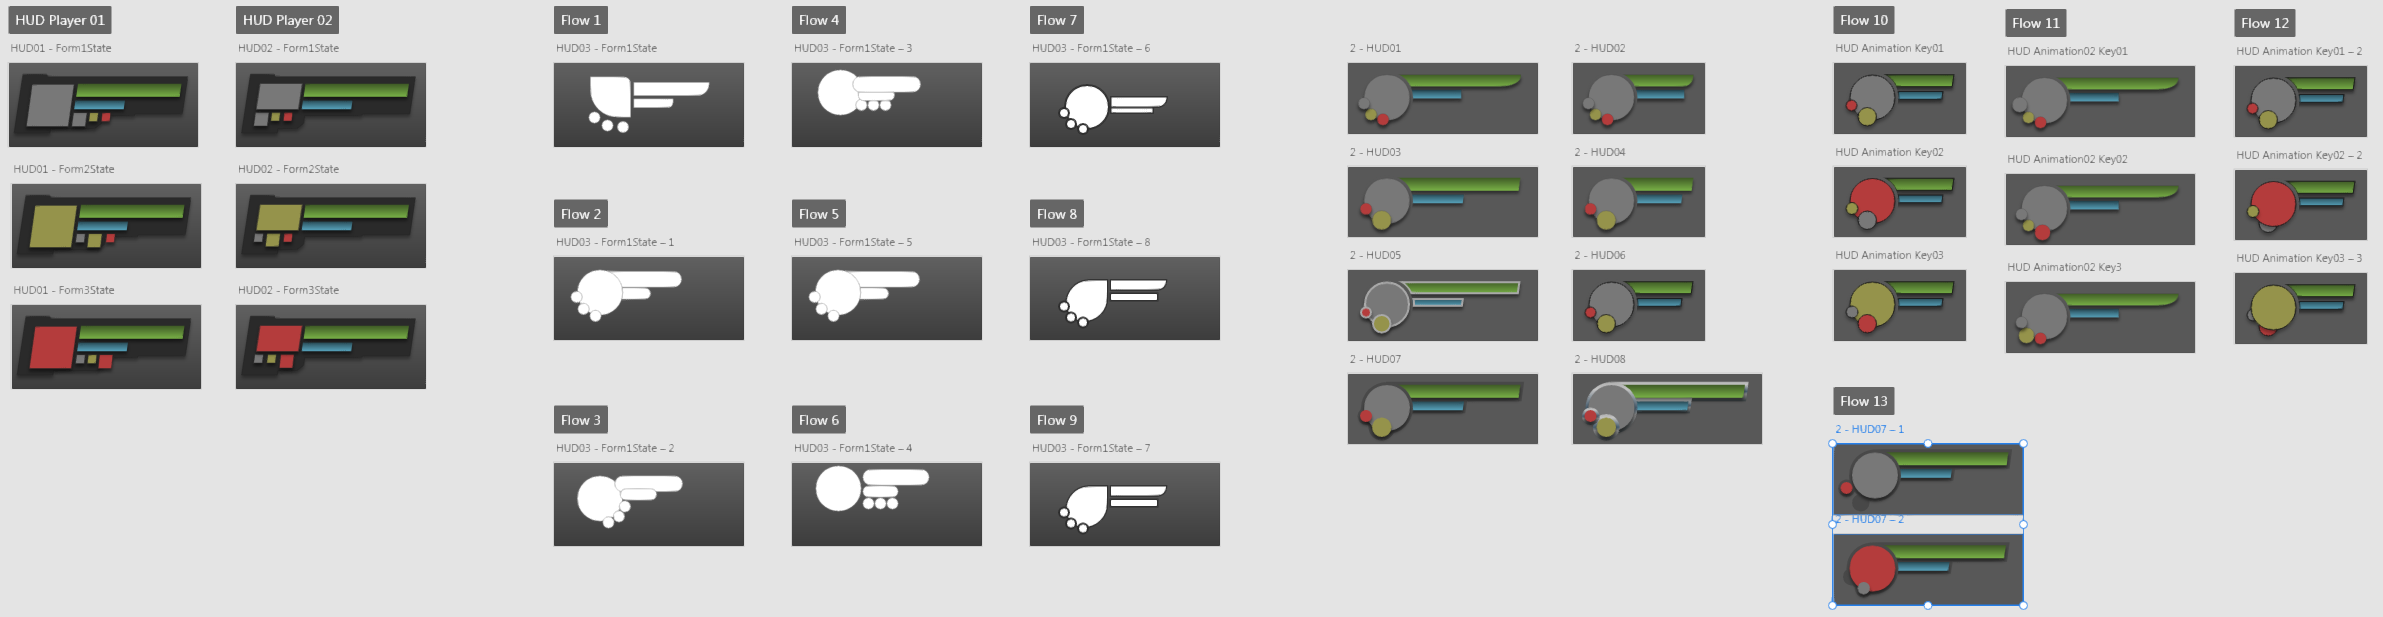 HUD Player 01
HUD01 - Form1State
HUD01 - Form2State
HUD01 - Form3State
HUD Player 02
HUD02 - Form1State
HUD02 - Form2State
HUD02 - Form3State
Flow 1
HUD03 - Form1State
Flow 2
HUD03 - Form1State – 1
Flow 3
HUD03 - Form1State – 2
Flow 4
HUD03 - Form1State – 3
Flow 5
HUD03 - Form1State – 5
Flow 6
HUD03 - Form1State – 4
Flow 7
HUD03 - Form1State – 6
Flow 8
HUD03 - Form1State – 8
Flow 9
HUD03 - Form1State – 7
2 - HUD01
2 - HUD02
2 - HUD03
2 - HUD04
2 - HUD05
2 - HUD06
2 - HUD07
2 - HUD08
Flow 10
HUD Animation Key01
HUD Animation Key02
HUD Animation Key03
Flow 11
HUD Animation02 Key01
HUD Animation02 Key02
HUD Animation02 Key3
Flow 12
HUD Animation Key01 – 2
HUD Animation Key02 – 2
HUD Animation Key03 – 3
Flow 13
2 - HUD07 – 1
2 - HUD07 – 2